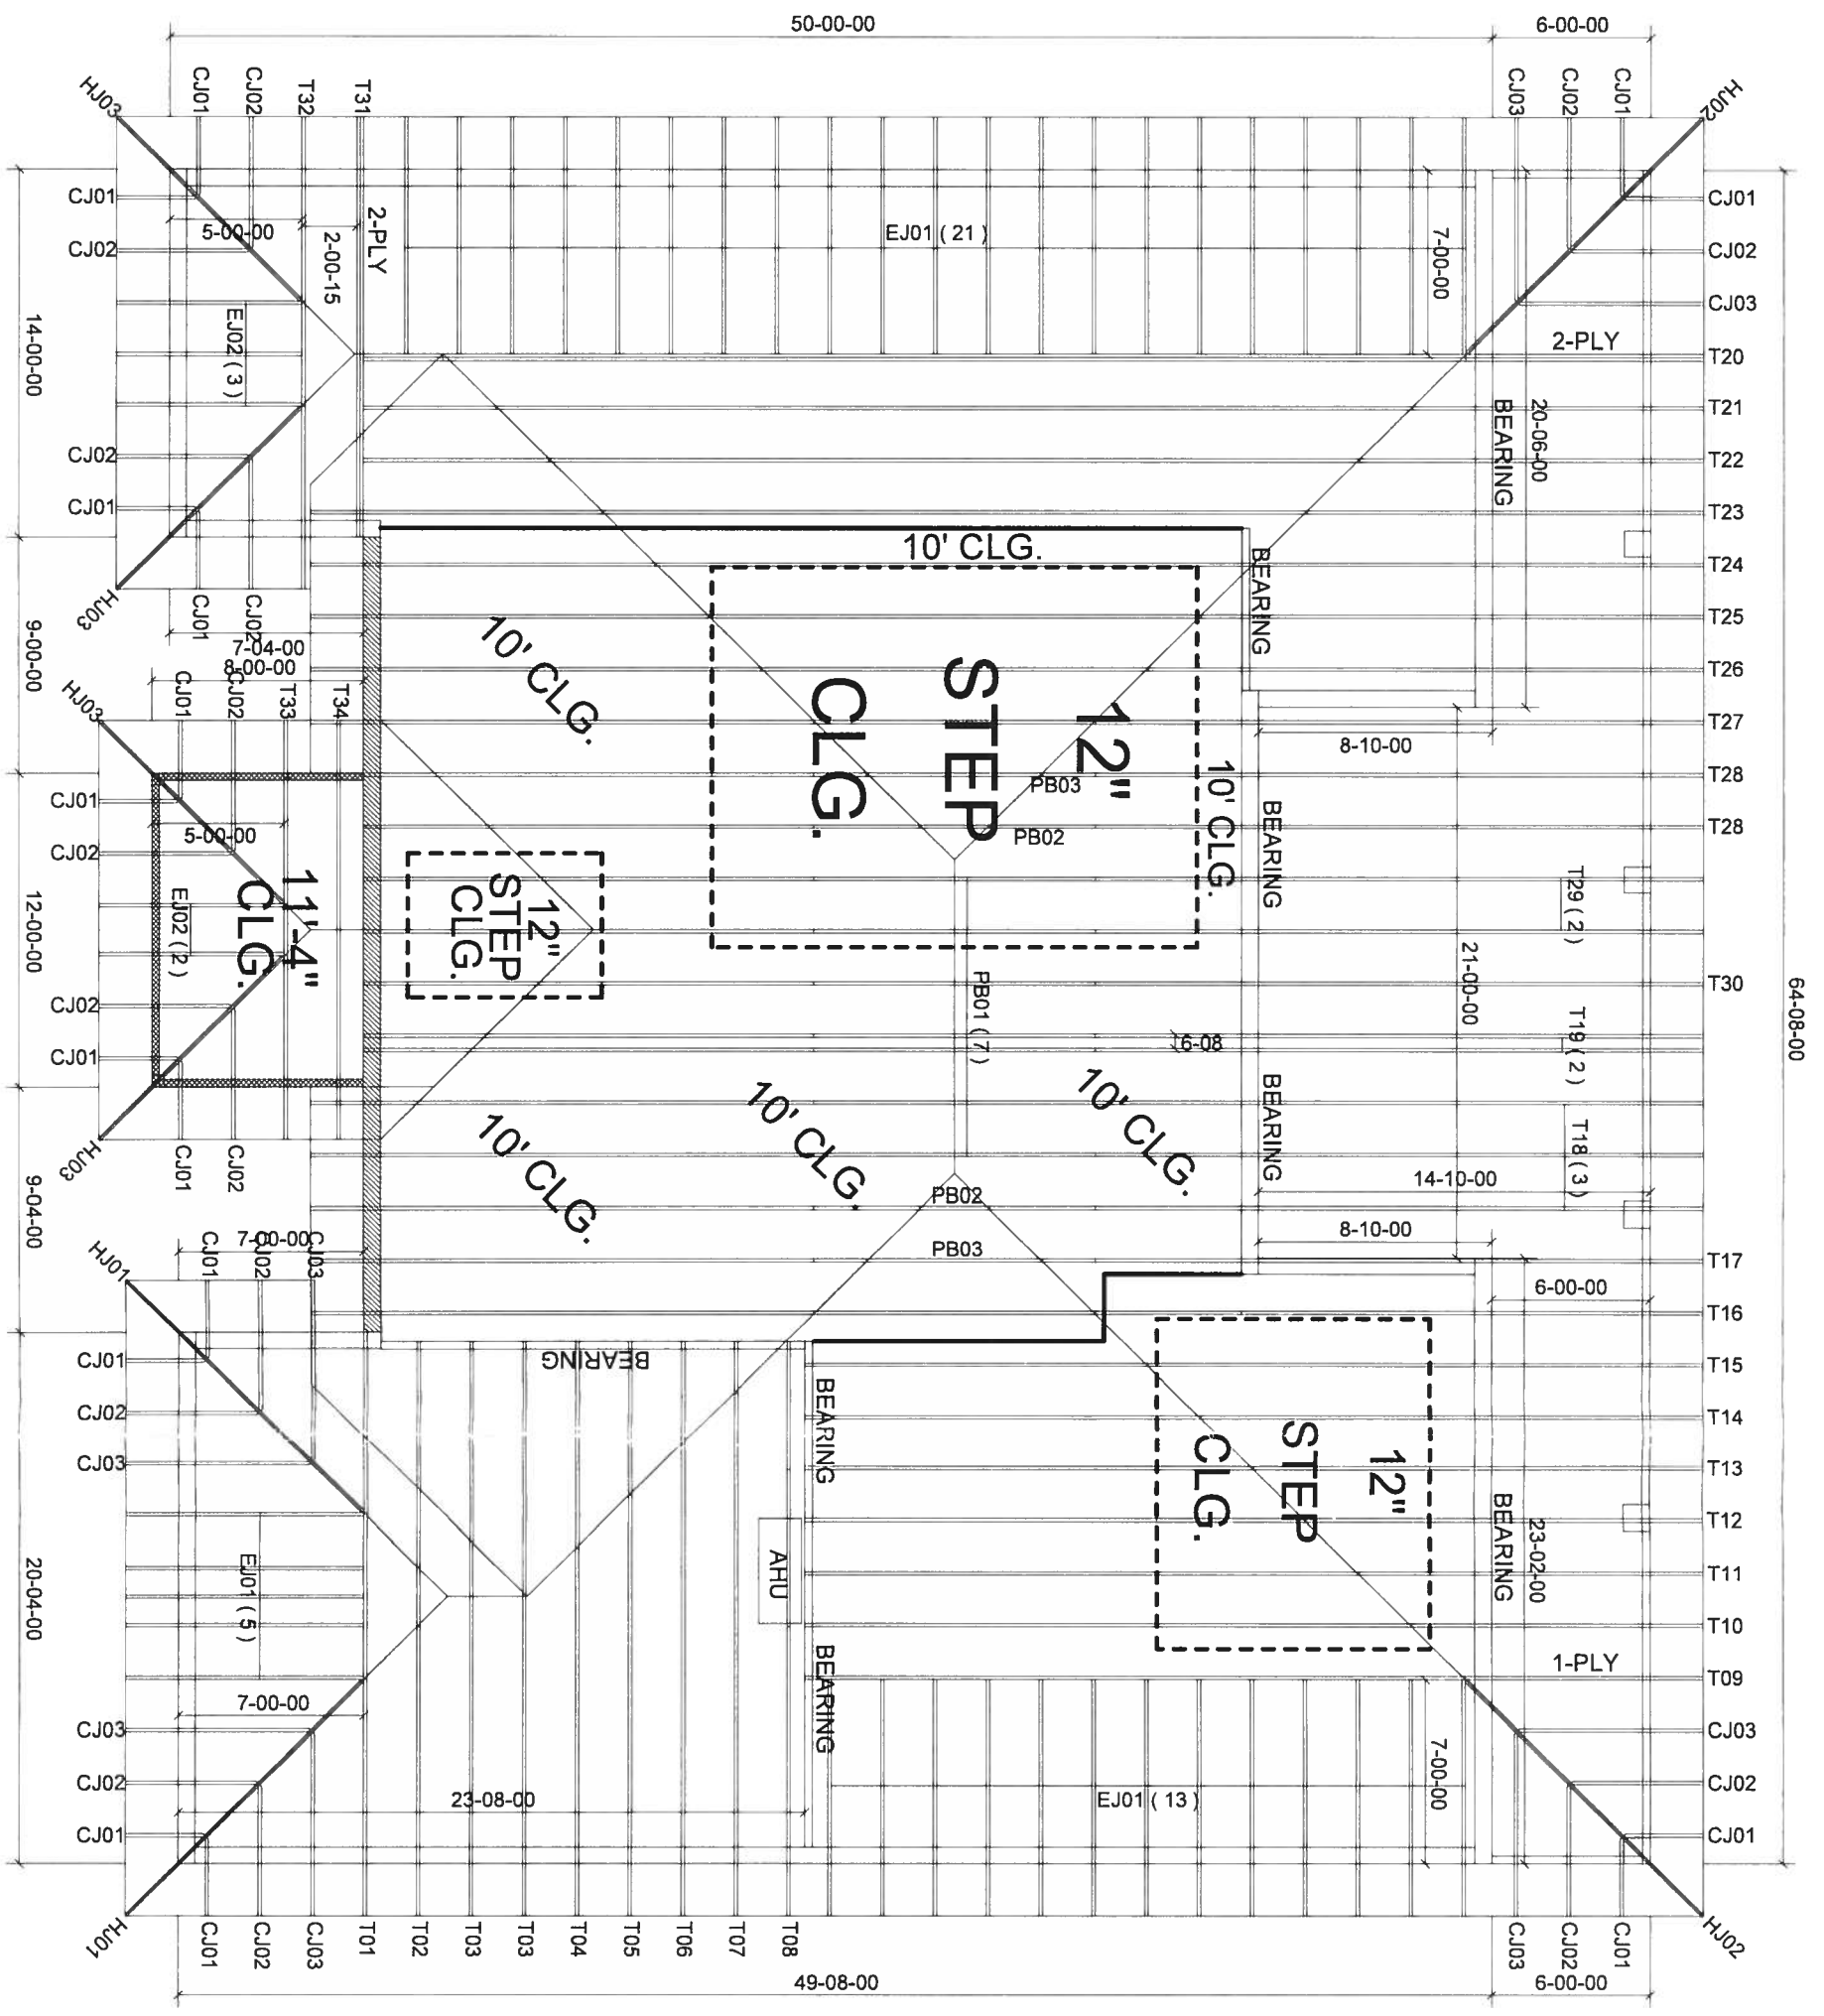 50-00-00
6-00-00
HJ03
CJ01
CJ02
T32
T31
CJ03
CJ02
CJ01
HJ02
CJ01
CJ02
5-00-00
2-00-15
2-PLY
EJ01 ( 21 )
7-00-00
CJ01
CJ02
CJ03
2-PLY
T20
T21
T22
T23
T24
T25
T26
T27
T28
T28
T29 ( 2 )
T30
T19 ( 2 )
T18 ( 3 )
T17
T16
T15
T14
T13
T12
T11
T10
1-PLY
T09
CJ03
CJ02
CJ01
HJ02
64-08-00
14-00-00
EJ02 ( 3 )
CJ02
CJ01
HJ03
CJ01
CJ02
7-04-00
8-00-00
9-00-00
20-06-00
BEARING
10' CLG.
BEARING
10' CLG.
12"
STEP
CLG.
10' CLG.
8-10-00
PB03
PB02
BEARING
21-00-00
HJ03
CJ01
CJ02
T33
T34
CJ01
5-00-00
CJ02
12-00-00
EJ02 ( 2 )
11'-4"
CLG.
12"
STEP
CLG.
PB01 ( 7 )
6-08
CJ02
CJ01
HJ03
CJ01
CJ02
10' CLG.
10' CLG.
10' CLG.
BEARING
14-10-00
8-10-00
6-00-00
PB02
PB03
9-04-00
7-00-00
HJ01
CJ01
CJ02
CJ03
CJ01
CJ02
CJ03
BEARING
BEARING
12"
STEP
CLG.
BEARING
23-02-00
AHU
EJ01 ( 5 )
20-04-00
BEARING
7-00-00
CJ03
CJ02
CJ01
23-08-00
EJ01 ( 13 )
7-00-00
HJ01
CJ01
CJ02
CJ03
T01
T02
T03
T03
T04
T05
T06
T07
T08
CJ03
CJ02
CJ01
49-08-00
6-00-00